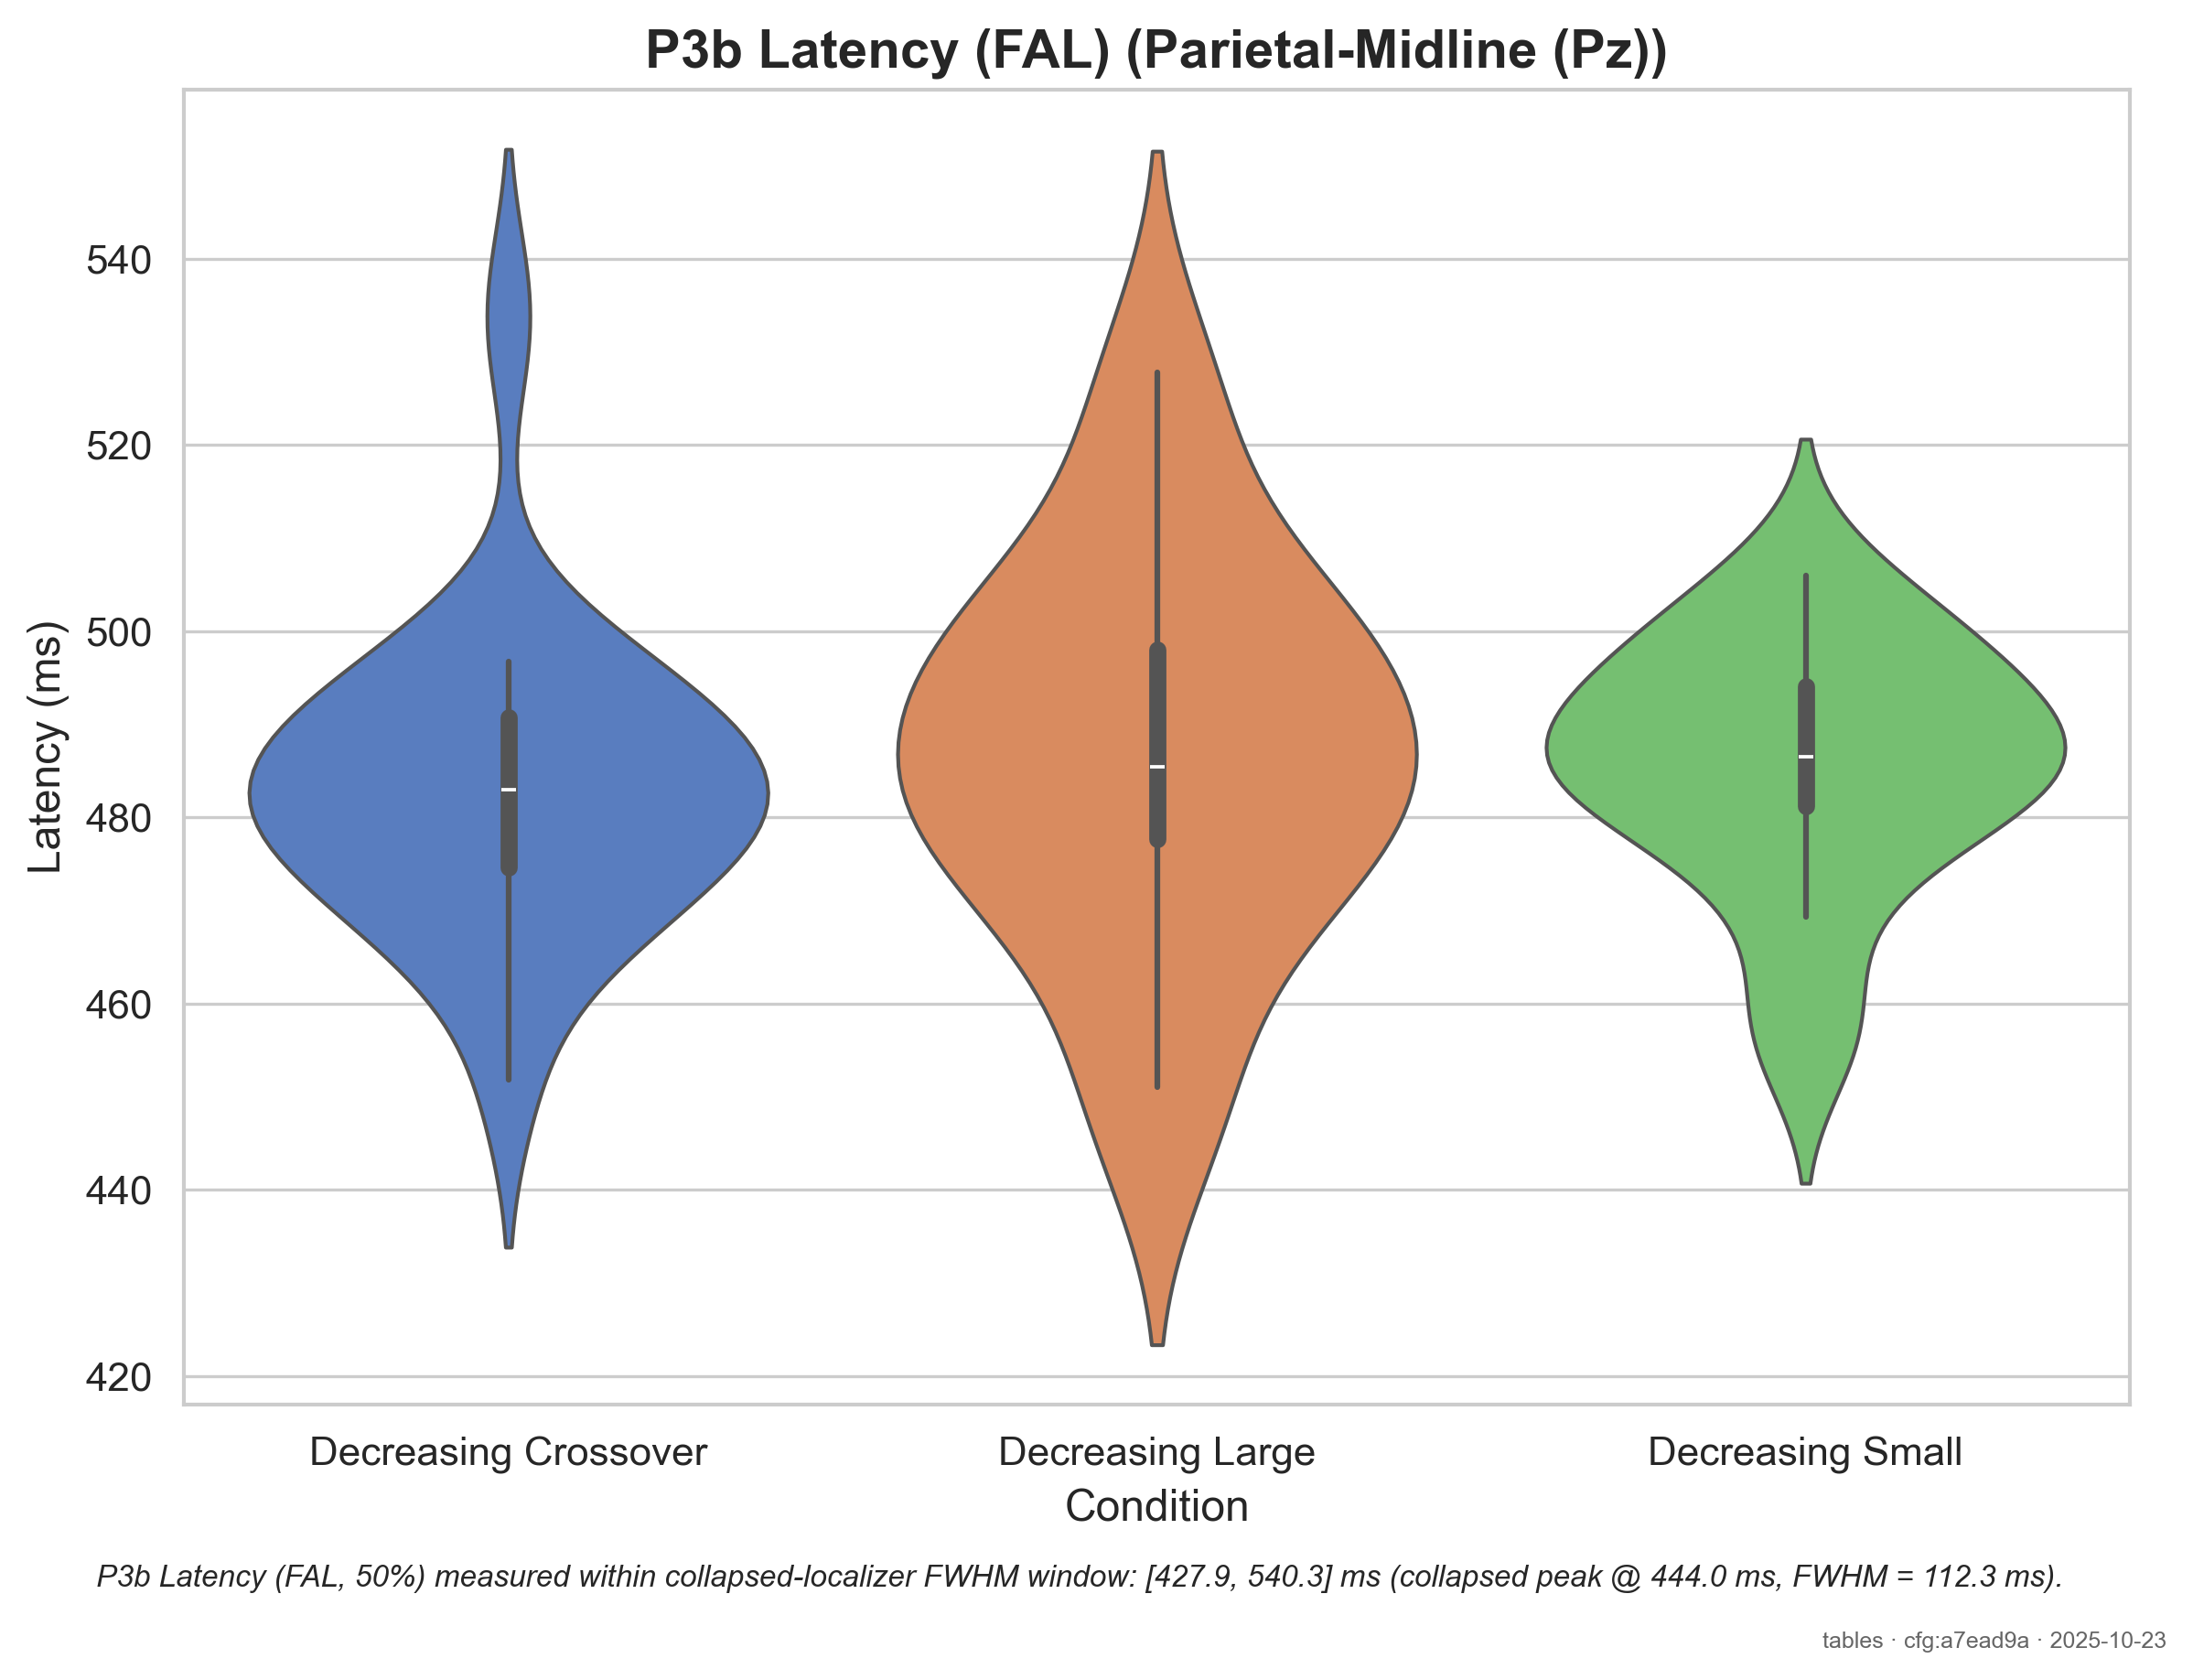 P3b Latency (FAL) (Parietal-Midline (Pz))
Latency (ms)
540
520
500
480
460
440
420
Decreasing Crossover
Decreasing Large
Decreasing Small
Condition
P3b Latency (FAL, 50%) measured within collapsed-localizer FWHM window: [427.9, 540.3] ms (collapsed peak @ 444.0 ms, FWHM = 112.3 ms).
tables · cfg:a7ead9a · 2025-10-23